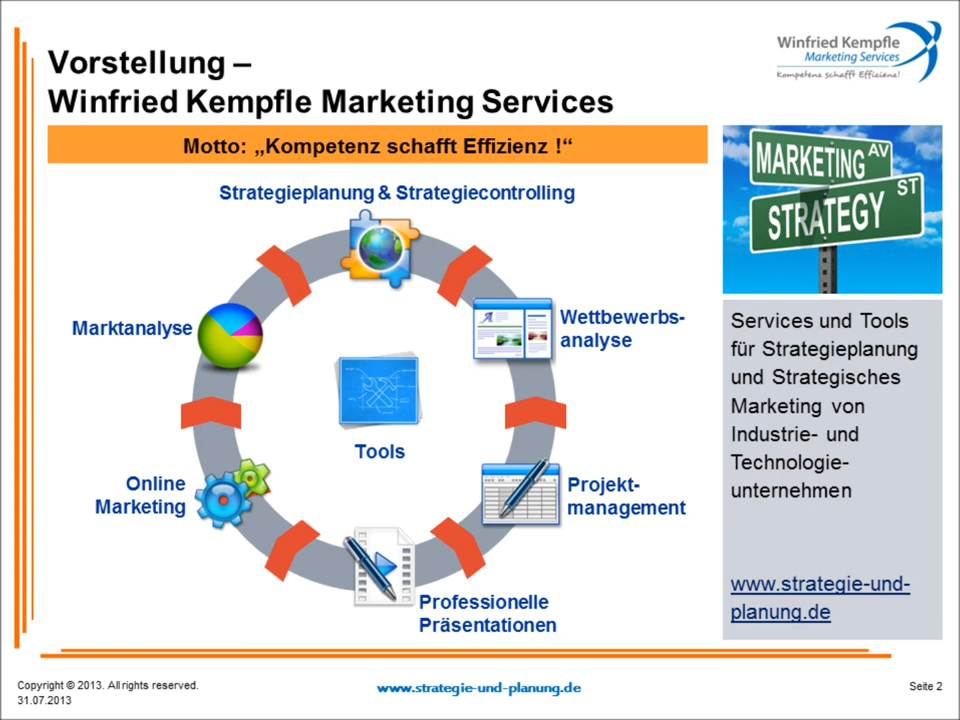 Vorstellung –
Winfried Kempfle Marketing Services
Winfried Kempfle
Marketing Services
Kompetenz schafft Effizienz!
Motto: „Kompetenz schafft Effizienz !“
MARKETING AV
STRATEGY ST
Strategieplanung & Strategiecontrolling
Marktanalyse
Wettbewerbs-
analyse
Tools
Online
Marketing
Projekt-
management
Professionelle
Präsentationen
Services und Tools
für Strategieplanung
und Strategisches
Marketing von
Industrie- und
Technologie-
unternehmen
www.strategie-und-
planung.de
Copyright © 2013. All rights reserved.
31.07.2013
www.strategie-und-planung.de
Seite 2